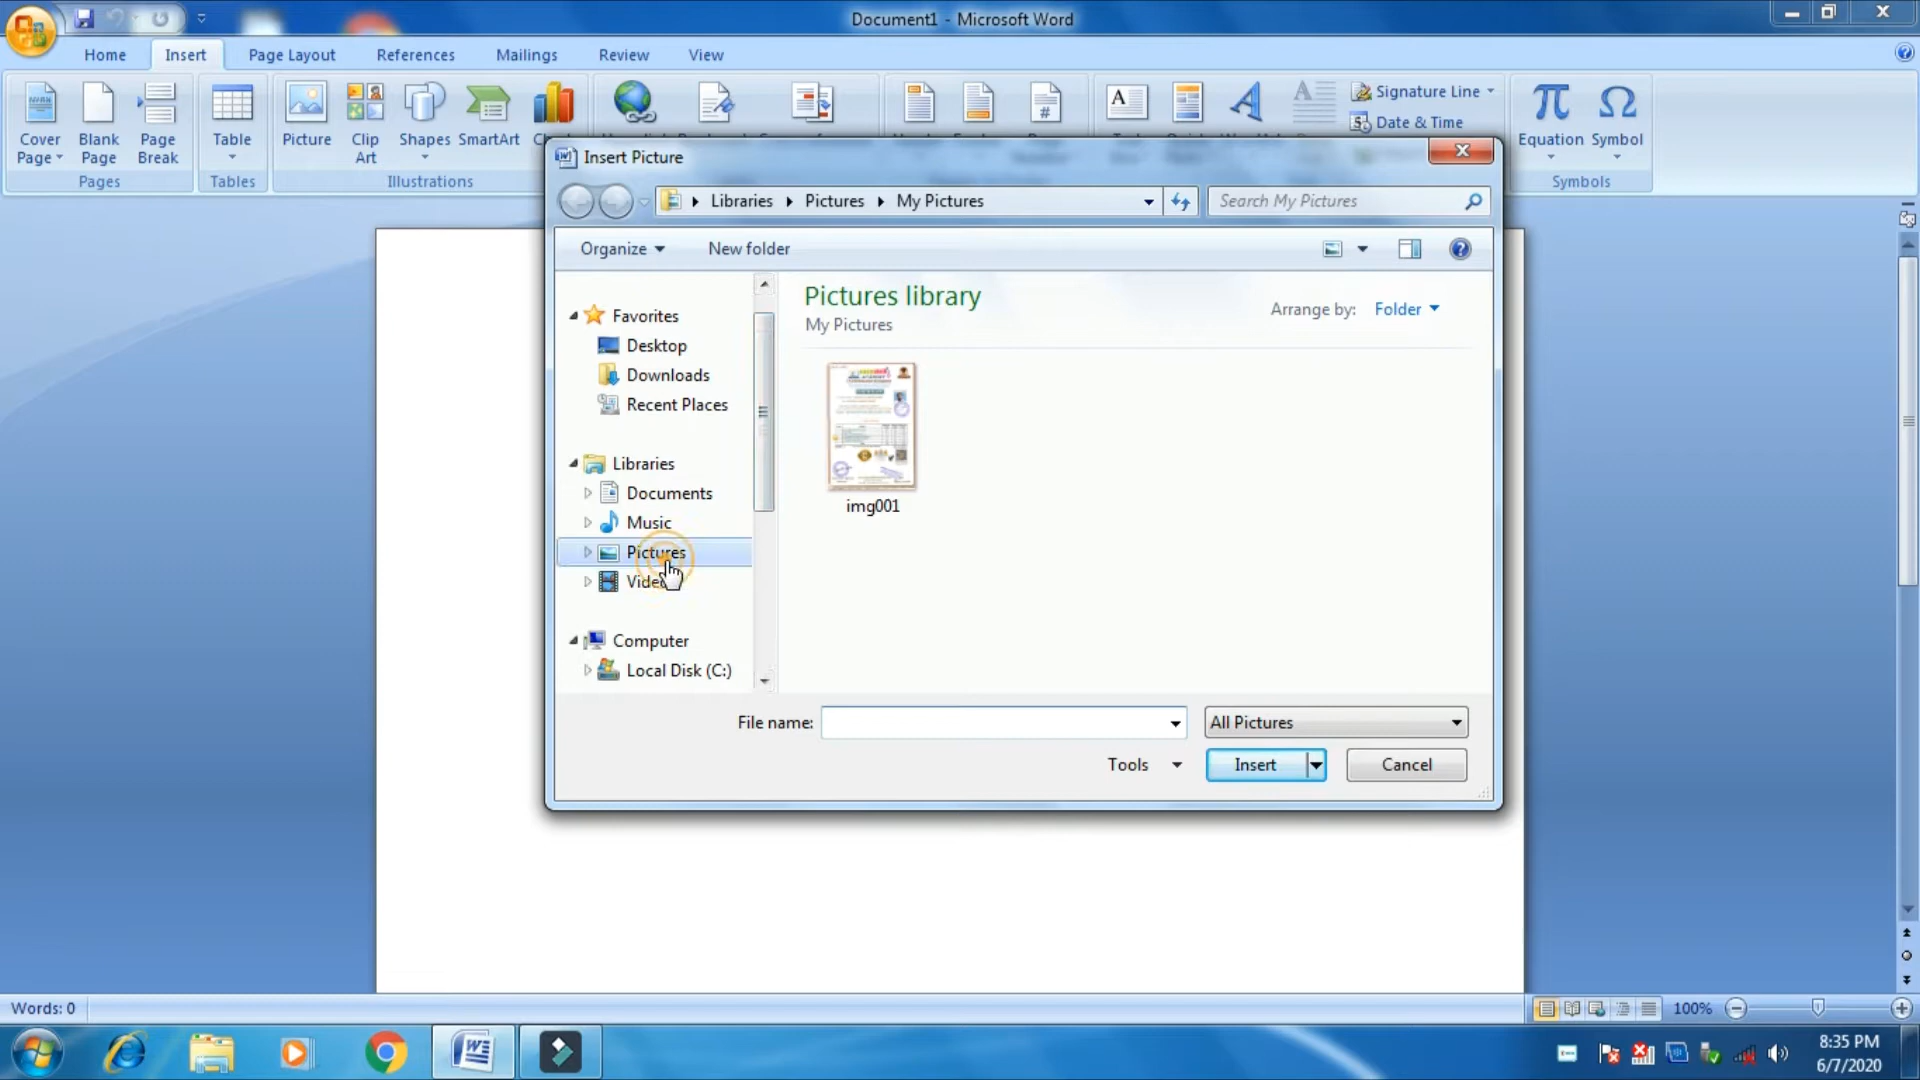 Document1 - Microsoft Word
Home Insert Page Layout References Mailings Review View
Cover Page Blank Page Page Break Table Picture Clip Art Shapes SmartArt
Signature Line
Date & Time
Equation Symbol
Pages Tables Illustrations Symbols
Insert Picture
Libraries Pictures My Pictures
Search My Pictures
Organize New folder
Pictures library
My Pictures
Arrange by: Folder
Favorites
Desktop
Downloads
Recent Places
Libraries
Documents
Music
Pictures
Computer
Local Disk (C:)
img001
File name:
All Pictures
Tools Insert Cancel
Words: 0
100%
8:35 PM
6/7/2020